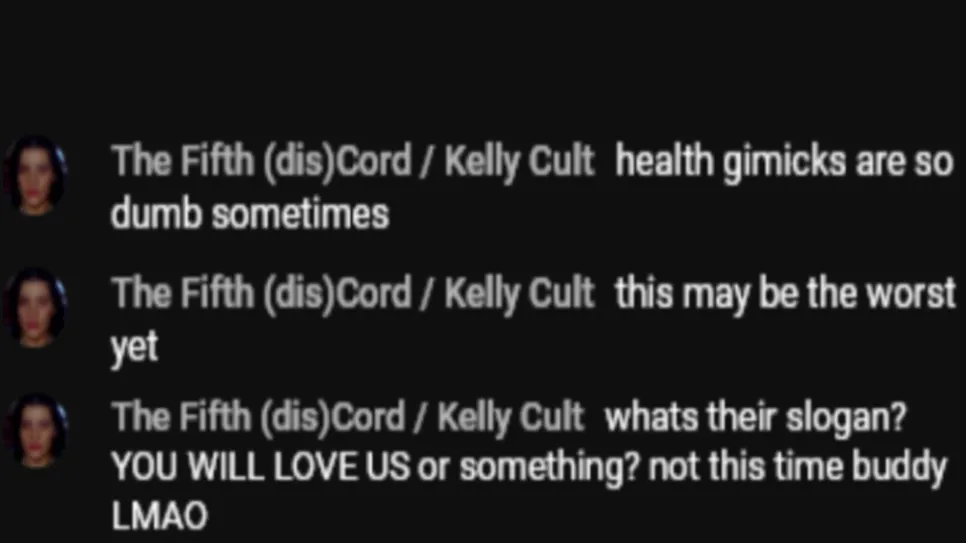 The Fifth (dis)Cord / Kelly Cult health gimicks are so
dumb sometimes
The Fifth (dis)Cord / Kelly Cult this may be the worst
yet
The Fifth (dis)Cord / Kelly Cult whats their slogan?
YOU WILL LOVE US or something? not this time buddy
LMAO